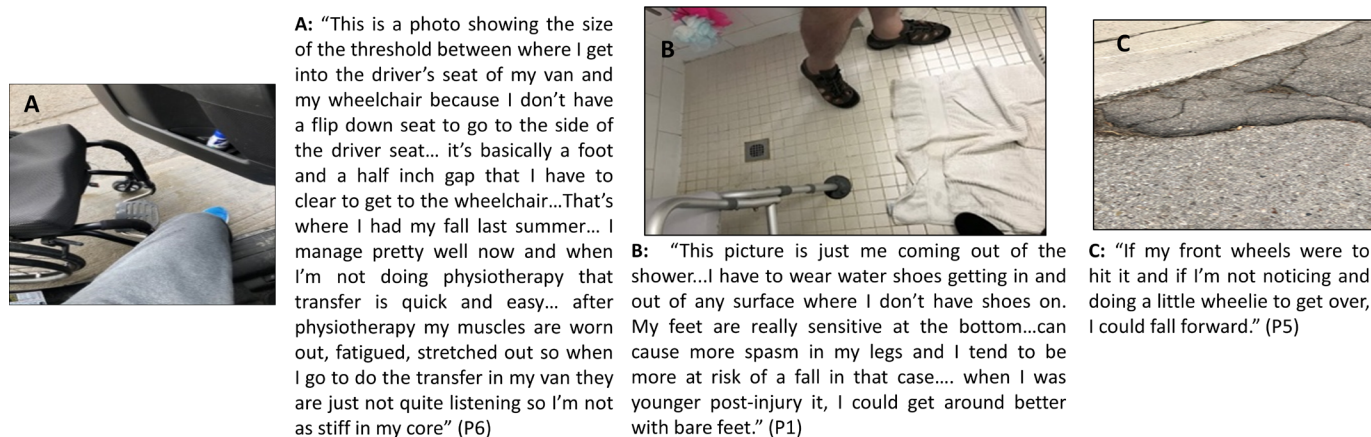 A
A: “This is a photo showing the size
of the threshold between where I get
into the driver’s seat of my van and
my wheelchair because I don’t have
a flip down seat to go to the side of
the driver seat… it’s basically a foot
and a half inch gap that I have to
clear to get to the wheelchair…That’s
where I had my fall last summer… I
manage pretty well now and when
I’m not doing physiotherapy that
transfer is quick and easy… after
physiotherapy my muscles are worn
out, fatigued, stretched out so when
I go to do the transfer in my van they
are just not quite listening so I’m not
as stiff in my core” (P6)
B
B: “This picture is just me coming out of the
shower...I have to wear water shoes getting in and
out of any surface where I don’t have shoes on.
My feet are really sensitive at the bottom…can
cause more spasm in my legs and I tend to be
more at risk of a fall in that case…. when I was
younger post-injury it, I could get around better
with bare feet.” (P1)
C
C: “If my front wheels were to
hit it and if I’m not noticing and
doing a little wheelie to get over,
I could fall forward.” (P5)